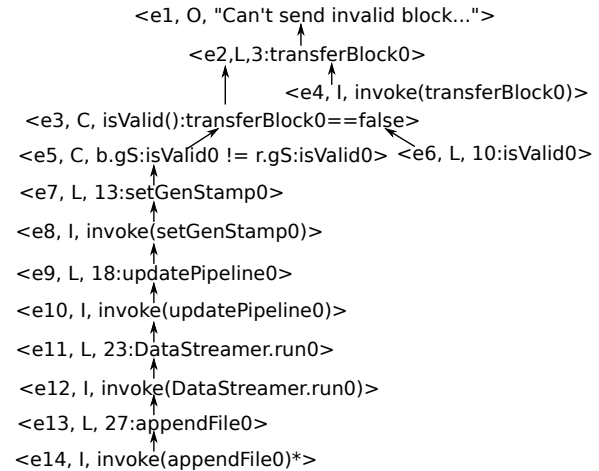 <e1, O, "Can't send invalid block...">
<e2,L,3:transferBlock0>
<e4, I, invoke(transferBlock0)>
<e3, C, isValid():transferBlock0==false>
<e5, C, b.gS:isValid0 != r.gS:isValid0>
<e6, L, 10:isValid0>
<e7, L, 13:setGenStamp0>
<e8, I, invoke(setGenStamp0)>
<e9, L, 18:updatePipeline0>
<e10, I, invoke(updatePipeline0)>
<e11, L, 23:DataStreamer.run0>
<e12, I, invoke(DataStreamer.run0)>
<e13, L, 27:appendFile0>
<e14, I, invoke(appendFile0)*>